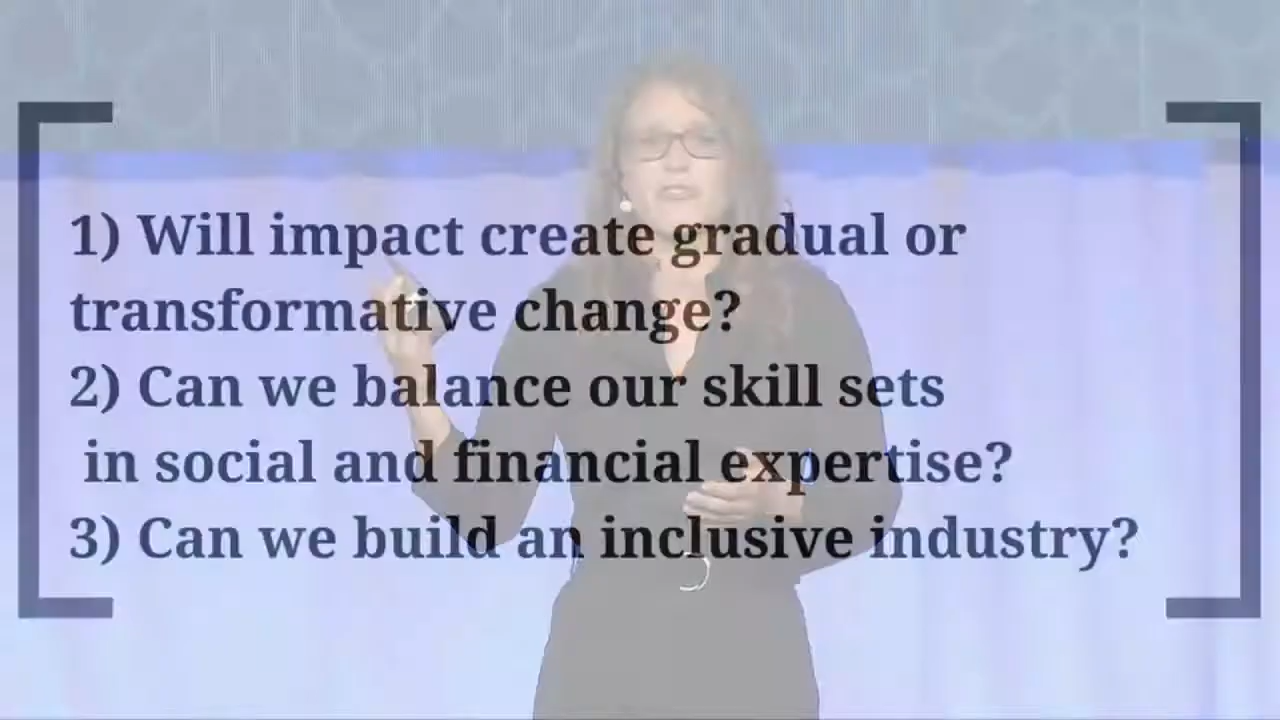 1) Will impact create gradual or
transformative change?
2) Can we balance our skill sets
in social and financial expertise?
3) Can we build an inclusive industry?